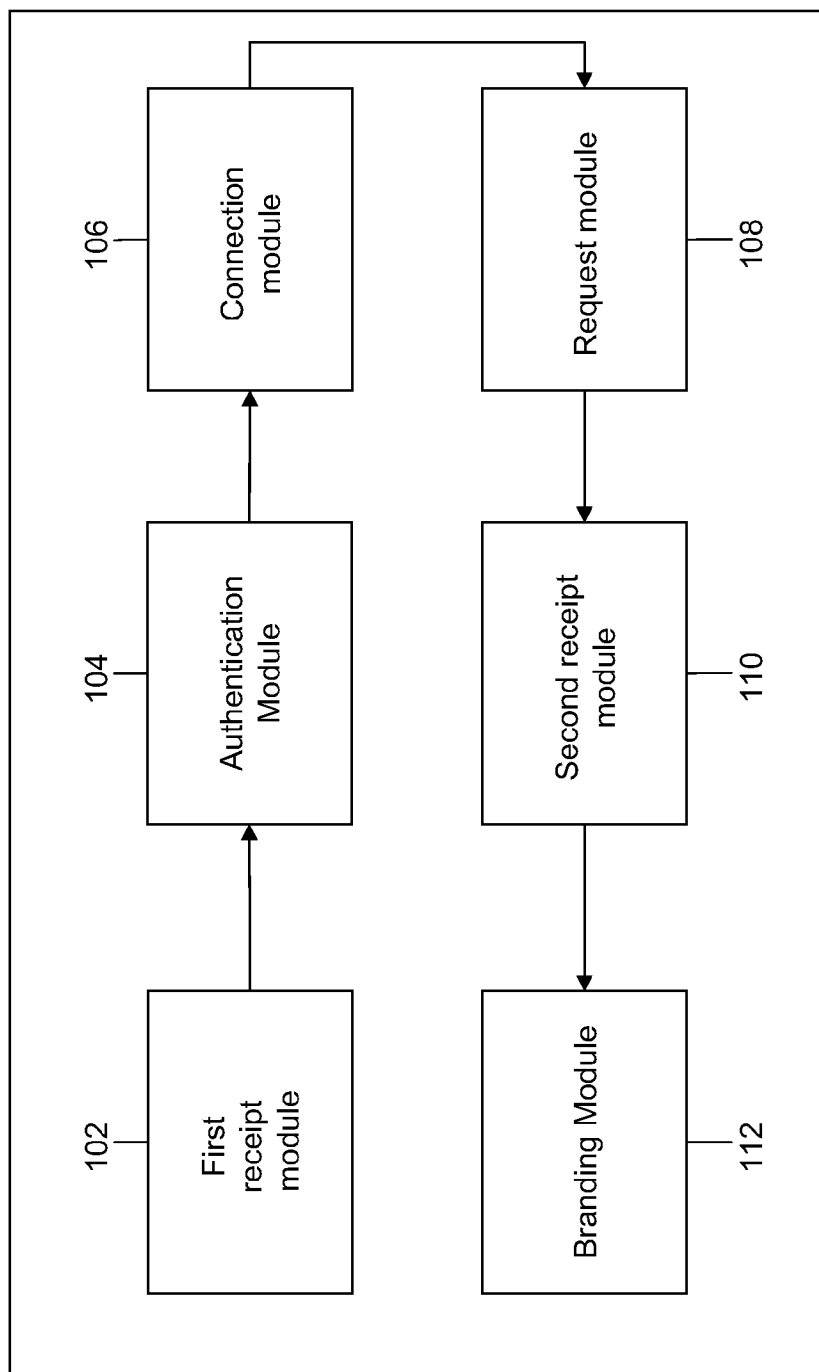 102
First
receipt
module
104
Authentication
Module
106
Connection
module
Request module
108
Second receipt
module
110
Branding Module
112